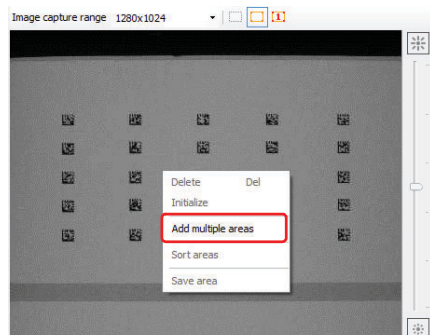 Image capture range 1280x1024
1
Delete Del
Initialize
Add multiple areas
Sort areas
Save area